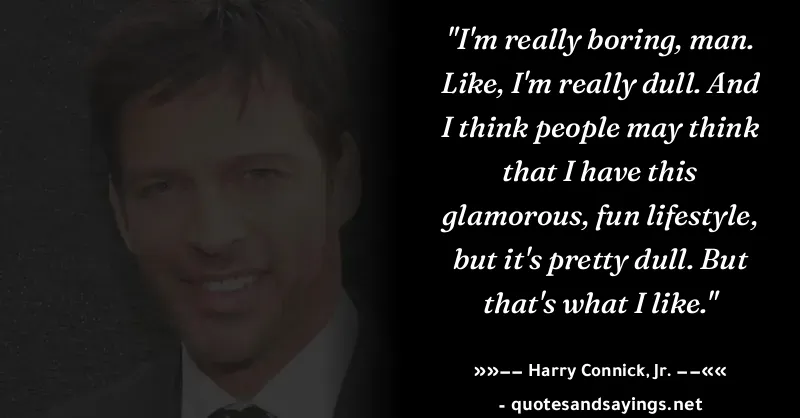 "I'm really boring, man.
Like, I'm really dull. And
I think people may think
that I have this
glamorous, fun lifestyle,
but it's pretty dull. But
that's what I like."
»»–– Harry Connick, Jr. ––««
- quotesandsayings.net